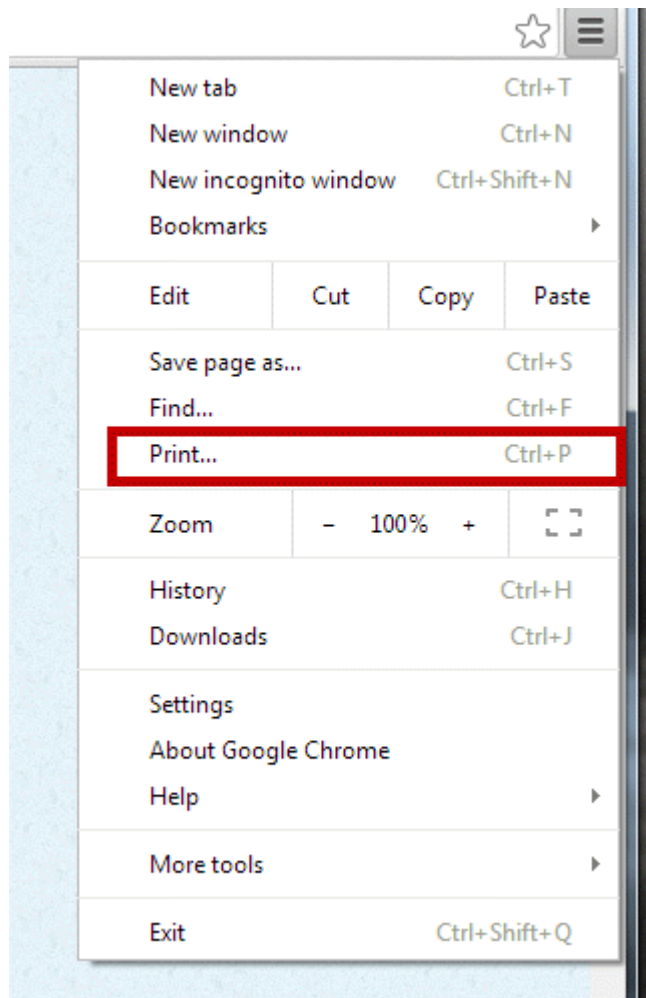 New tab Ctrl+T
New window Ctrl+N
New incognito window Ctrl+Shift+N
Bookmarks
Edit Cut Copy Paste
Save page as... Ctrl+S
Find... Ctrl+F
Print... Ctrl+P
Zoom - 100% +
History Ctrl+H
Downloads Ctrl+J
Settings
About Google Chrome
Help
More tools
Exit Ctrl+Shift+Q